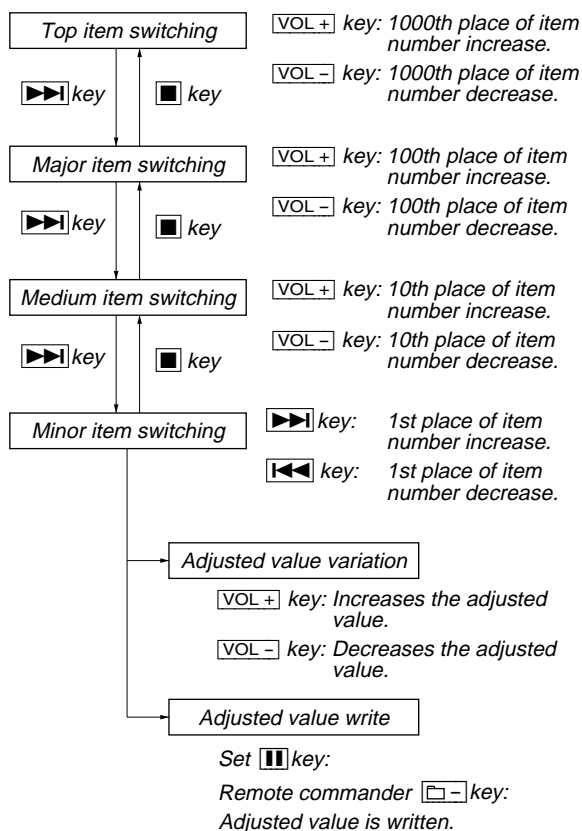 Top item switching
VOL + key: 1000th place of item
number increase.
VOL – key: 1000th place of item
number decrease.
key
key
Major item switching
VOL + key: 100th place of item
number increase.
VOL – key: 100th place of item
number decrease.
key
key
Medium item switching
VOL + key: 10th place of item
number increase.
VOL – key: 10th place of item
number decrease.
key
key
Minor item switching
key: 1st place of item
number increase.
key: 1st place of item
number decrease.
Adjusted value variation
VOL + key: Increases the adjusted
value.
VOL – key: Decreases the adjusted
value.
Adjusted value write
Set key:
Remote commander – key:
Adjusted value is written.